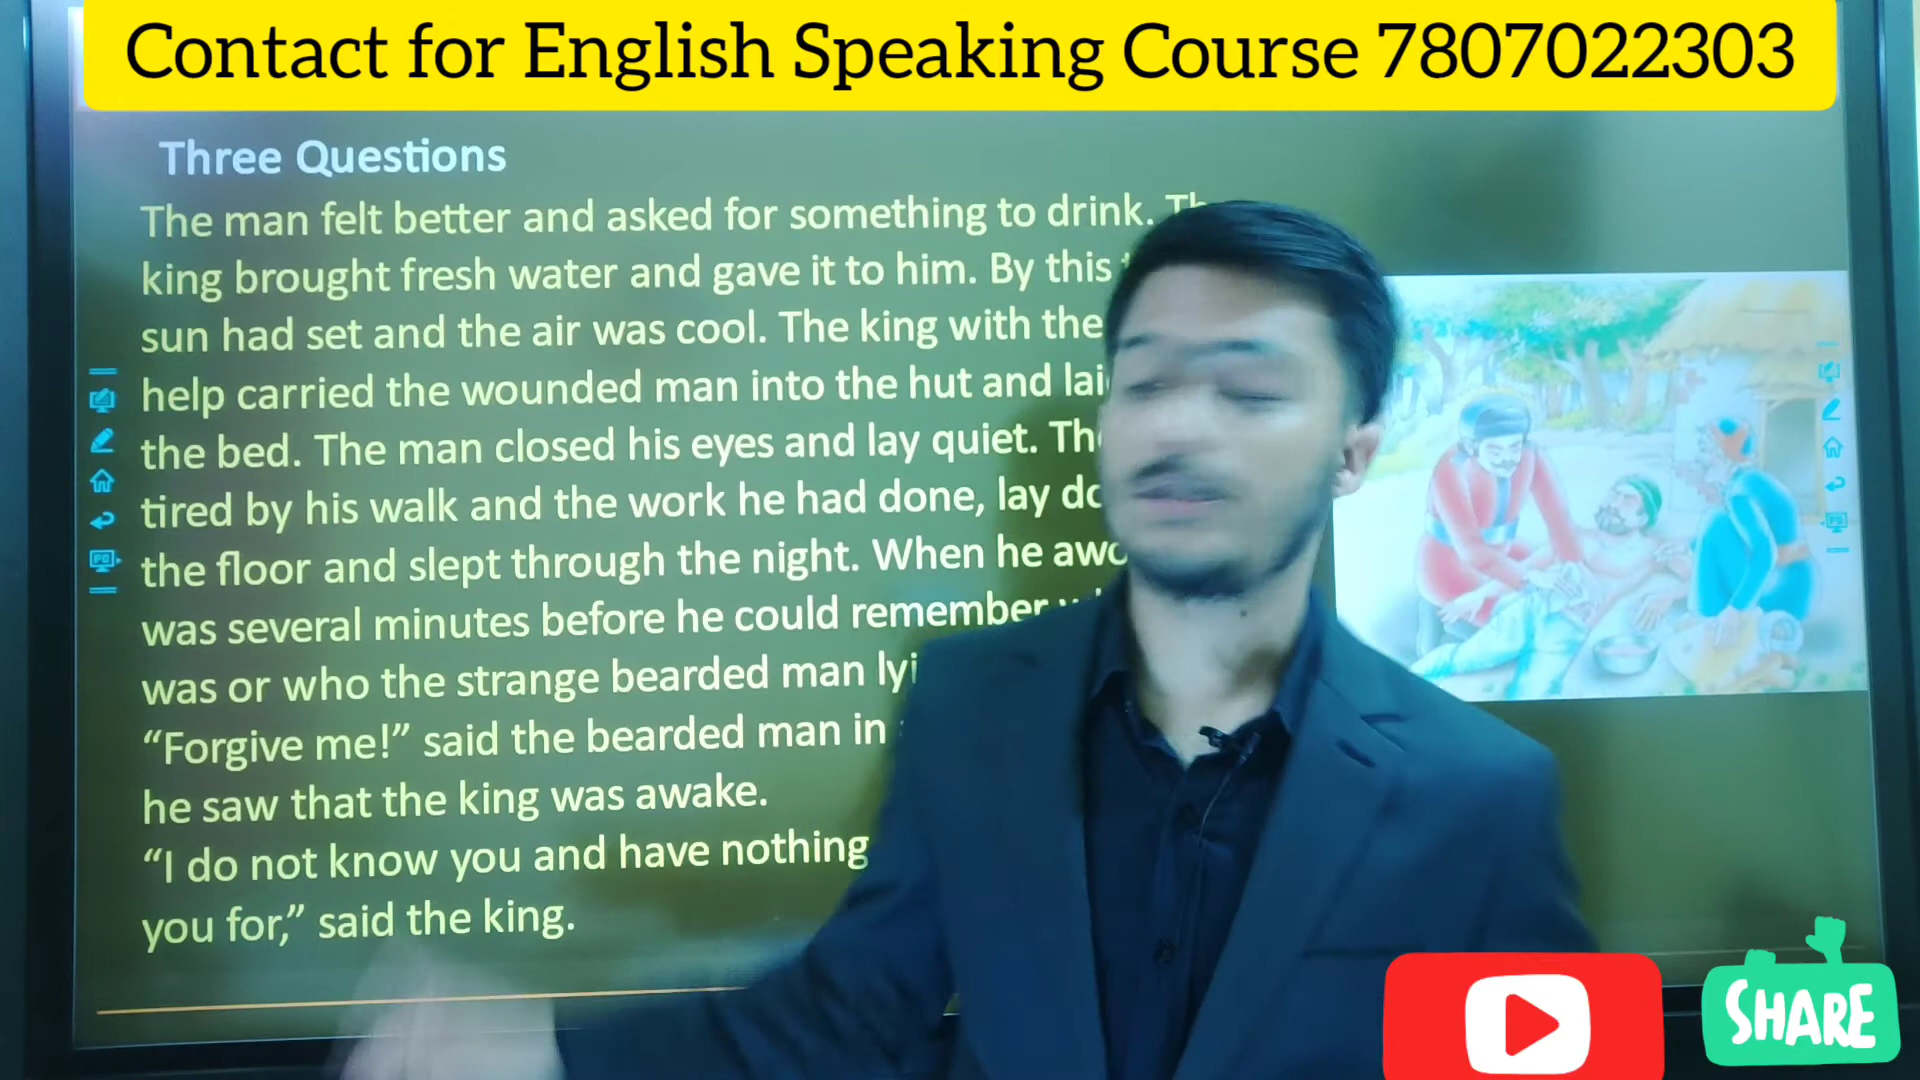 Contact for English Speaking Course 7807022303
Three Questions
The man felt better and asked for something to drink.
king brought fresh water and gave it to him. By this
sun had set and the air was cool. The king with the
help carried the wounded man into the hut and
the bed. The man closed his eyes and lay quiet.
tired by his walk and the work he had done, lay
the floor and slept through the night. When he
was several minutes before he could remember
was or who the strange bearded man
“Forgive me!” said the bearded man in
he saw that the king was awake.
“I do not know you and have nothing
you for,” said the king.
SHARE